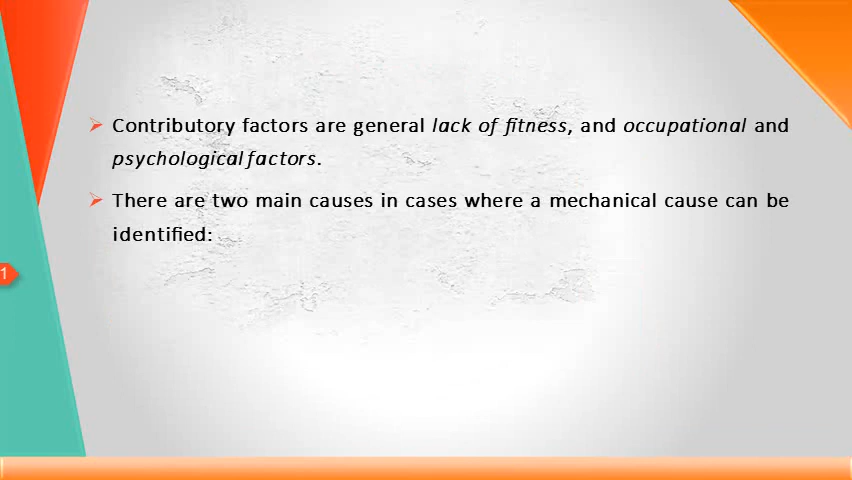 Contributory factors are general lack of fitness, and occupational and
psychological factors.
There are two main causes in cases where a mechanical cause can be
identified:
1